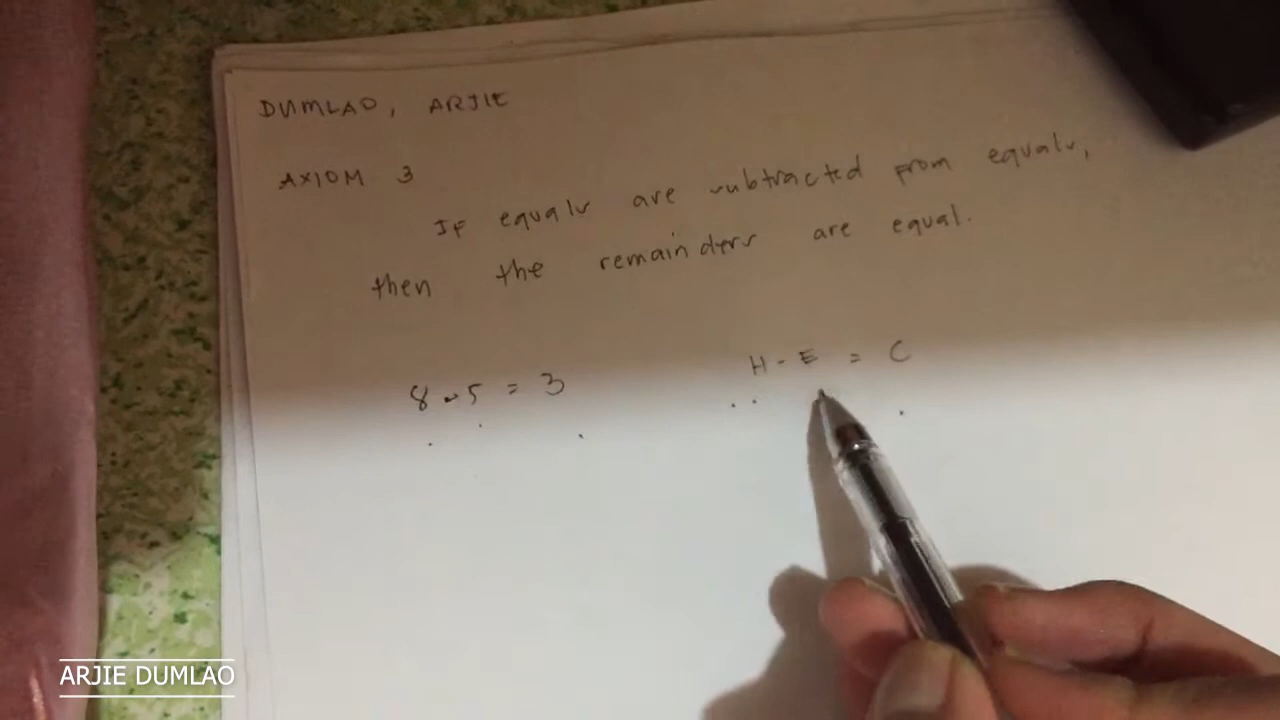 DUMLAO, ARJIE
AXIOM 3
If equals are subtracted from equals,
then the remainders are equal.
8 - 5 = 3
H - E = C
ARJIE DUMLAO